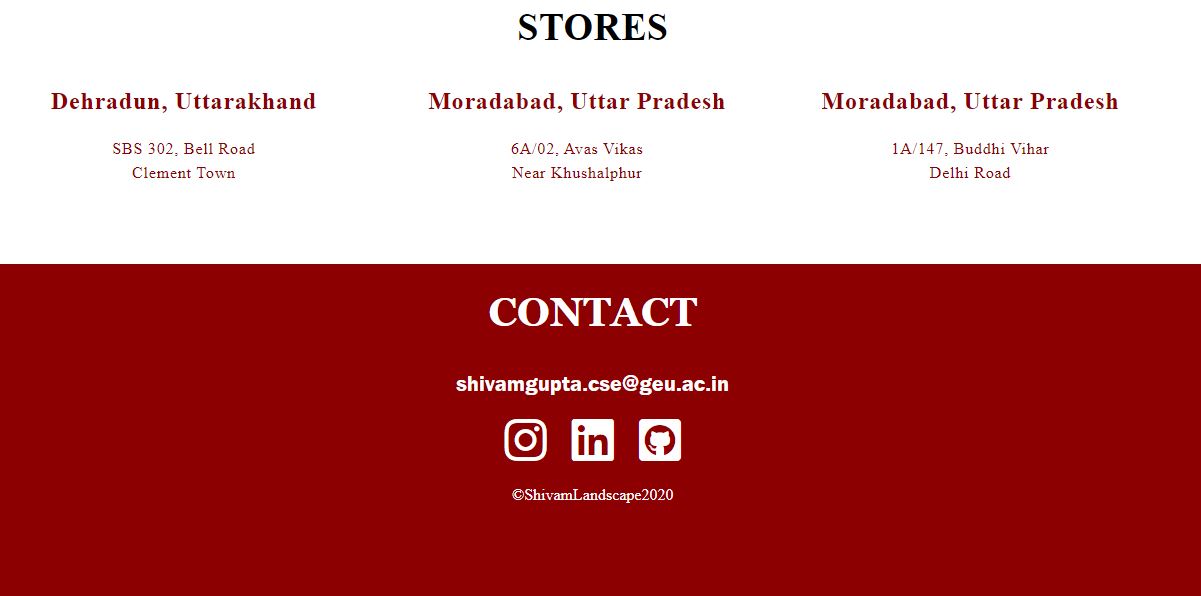 STORES
Dehradun, Uttarakhand
SBS 302, Bell Road
Clement Town
Moradabad, Uttar Pradesh
6A/02, Avas Vikas
Near Khushalphur
Moradabad, Uttar Pradesh
1A/147, Buddhi Vihar
Delhi Road
CONTACT
shivamgupta.cse@geu.ac.in
in
©ShivamLandscape2020